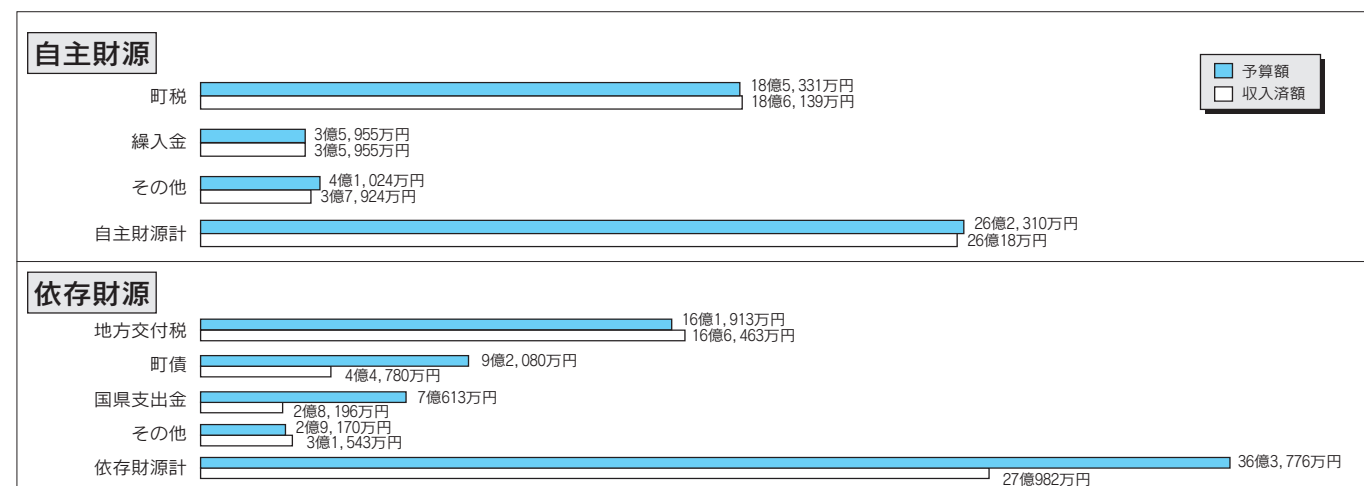 自主財源
予算額
収入済額
町税
18億5,331万円
18億6,139万円
繰入金
3億5,955万円
3億5,955万円
その他
4億1,024万円
3億7,924万円
自主財源計
26億2,310万円
26億18万円
依存財源
地方交付税
16億1,913万円
16億6,463万円
町債
9億2,080万円
4億4,780万円
国県支出金
7億613万円
2億8,196万円
その他
2億9,170万円
3億1,543万円
依存財源計
36億3,776万円
27億982万円